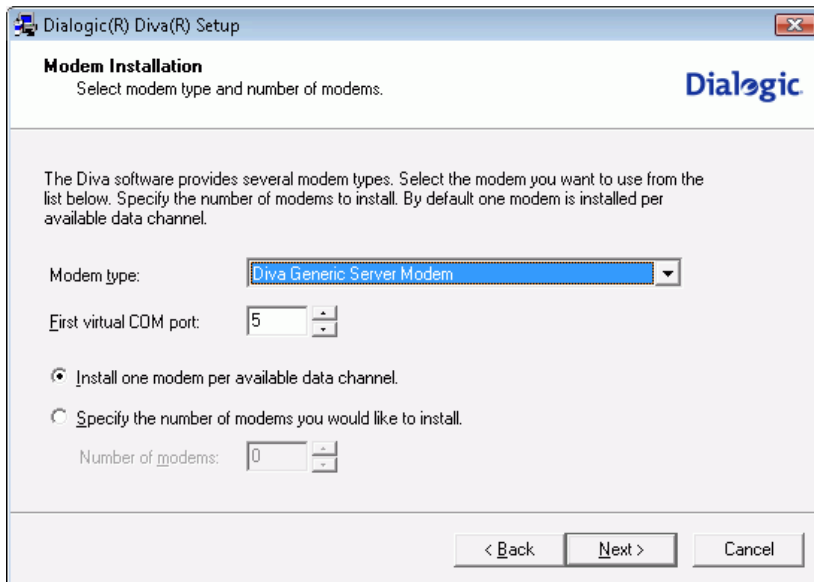 Dialogic(R) Diva(R) Setup
Modem Installation
Select modem type and number of modems.
Dialogic
The Diva software provides several modem types. Select the modem you want to use from the
list below. Specify the number of modems to install. By default one modem is installed per
available data channel.
Modem type: Diva Generic Server Modem
First virtual COM port: 5
Install one modem per available data channel.
Specify the number of modems you would like to install.
Number of modems: 0
< Back Next > Cancel